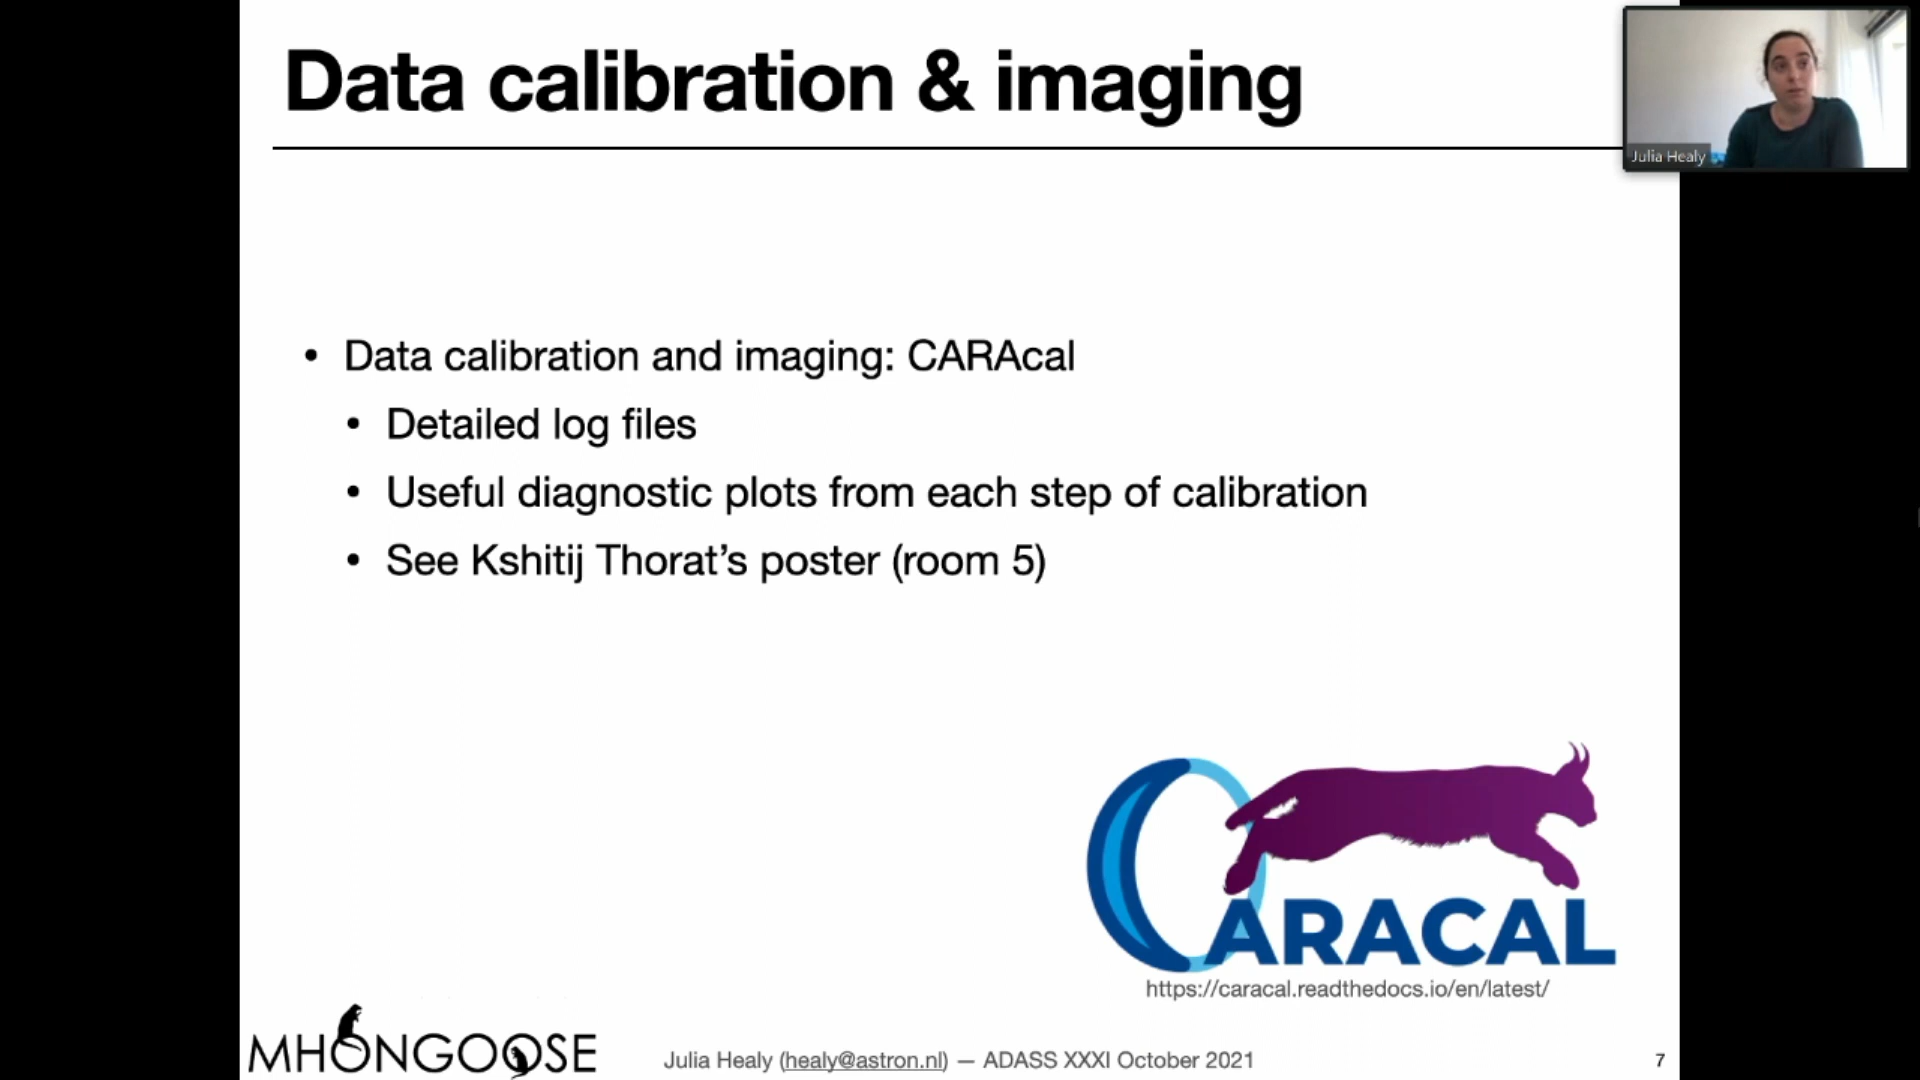 Data calibration & imaging
Julia Healy
• Data calibration and imaging: CARAcal
• Detailed log files
• Useful diagnostic plots from each step of calibration
• See Kshitij Thorat’s poster (room 5)
CARACAL
https://caracal.readthedocs.io/en/latest/
MHONGOOSE
Julia Healy (healy@astron.nl) — ADASS XXXI October 2021
7